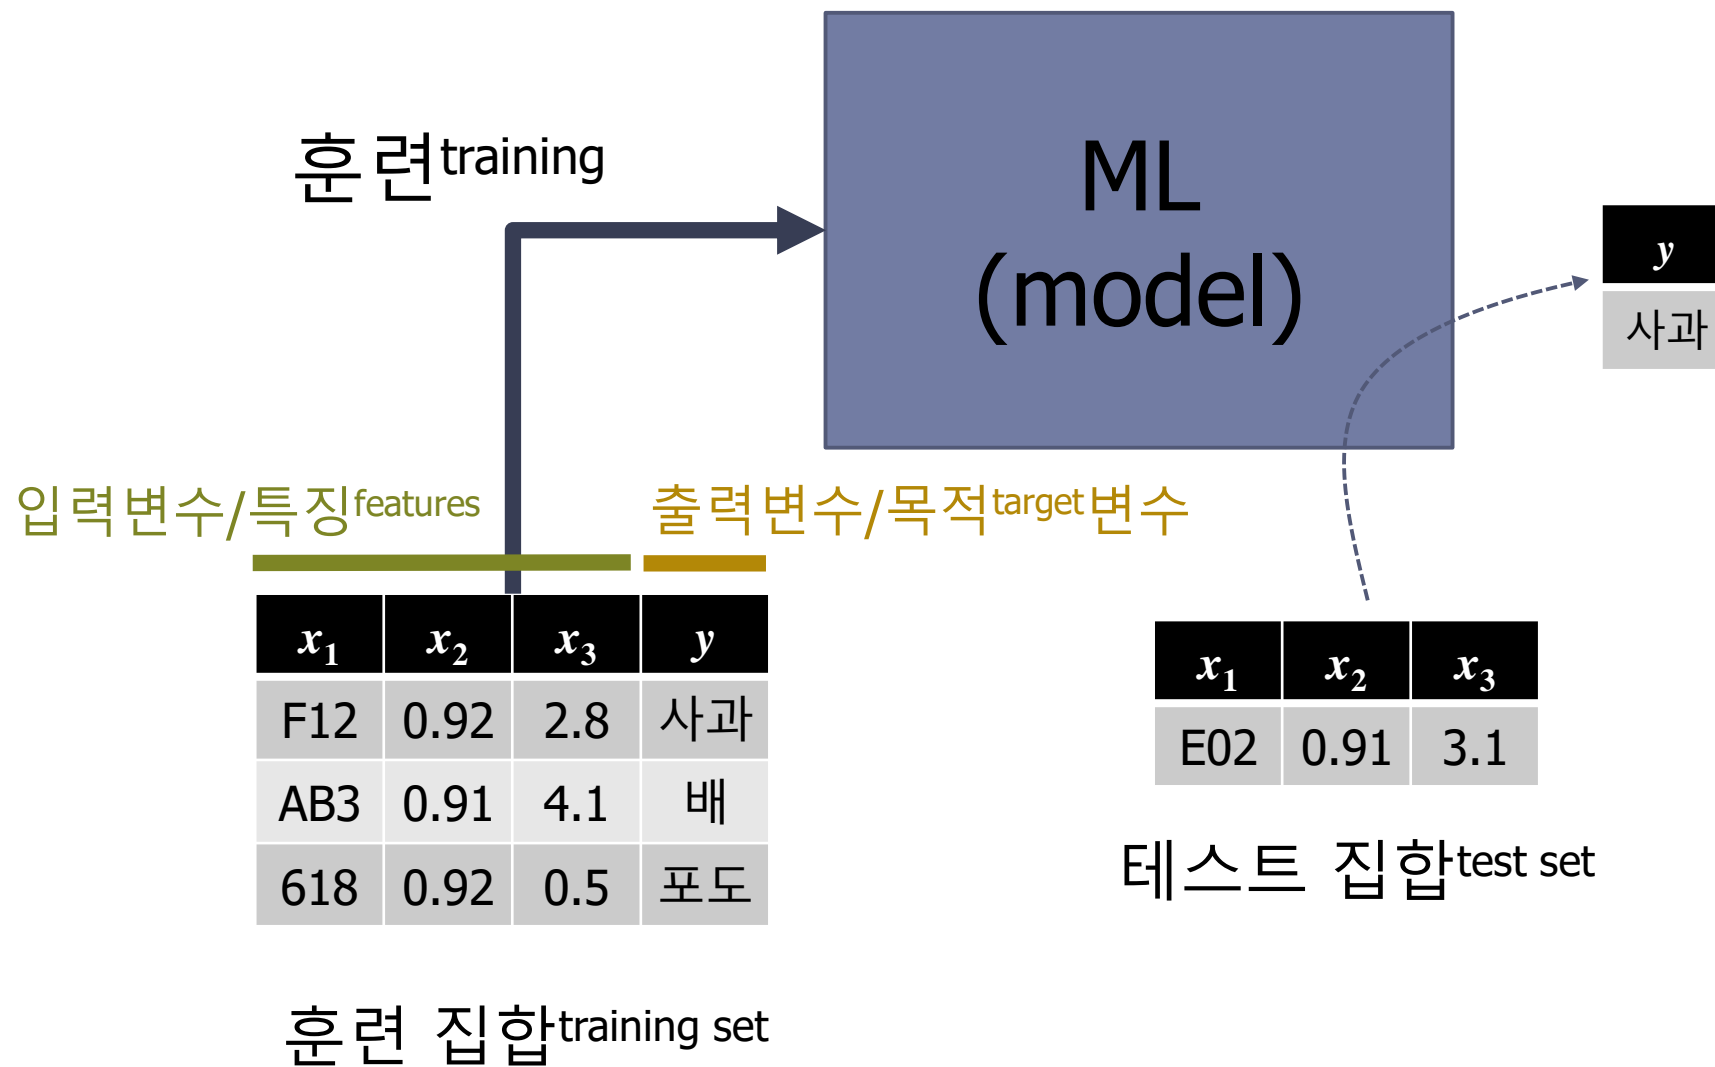 훈련training
ML
(model)
y
사과
입력변수/특징features
출력변수/목적target변수
x1 x2 x3 y
F12 0.92 2.8 사과
AB3 0.91 4.1 배
618 0.92 0.5 포도
훈련 집합training set
x1 x2 x3
E02 0.91 3.1
테스트 집합test set